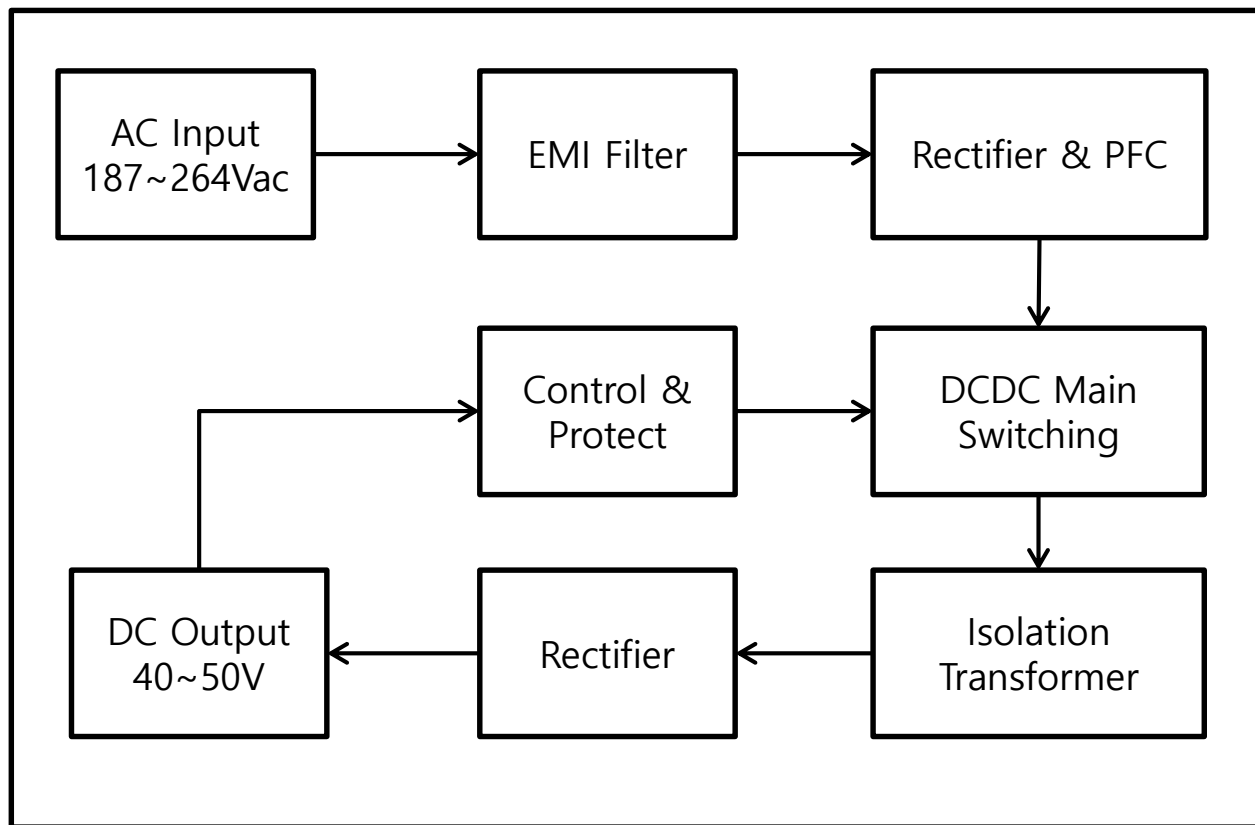 AC Input
187~264Vac
EMI Filter
Rectifier & PFC
Control &
Protect
DCDC Main
Switching
DC Output
40~50V
Rectifier
Isolation
Transformer